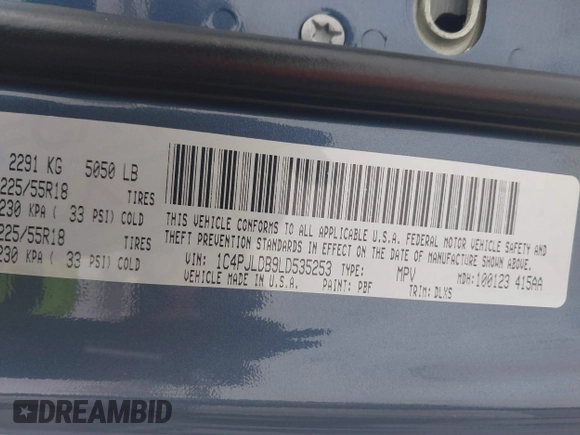 2291 KG 5050 LB
225/55R18 TIRES
230 KPA ( 33 PSI) COLD
225/55R18 TIRES
230 KPA ( 33 PSI) COLD
THIS VEHICLE CONFORMS TO ALL APPLICABLE U.S.A. FEDERAL MOTOR VEHICLE SAFETY AND
THEFT PREVENTION STANDARDS IN EFFECT ON THE DATE OF MANUFACTURE SHOWN ABOVE.
VIN: 1C4PJLDB9LD535253 TYPE: MPV MDH:100123 415AA
VEHICLE MADE IN U.S.A. PAINT: PBF TRIM: DLXS
DREAMBID